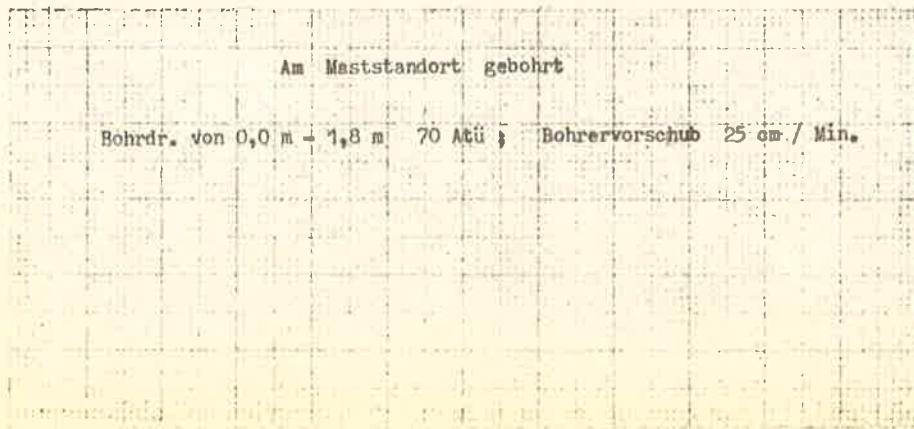 Am Maststandort gebohrt
Bohrdr. von 0,0 m - 1,8 m 70 Atü ; Bohrervorschub 25 cm / Min.